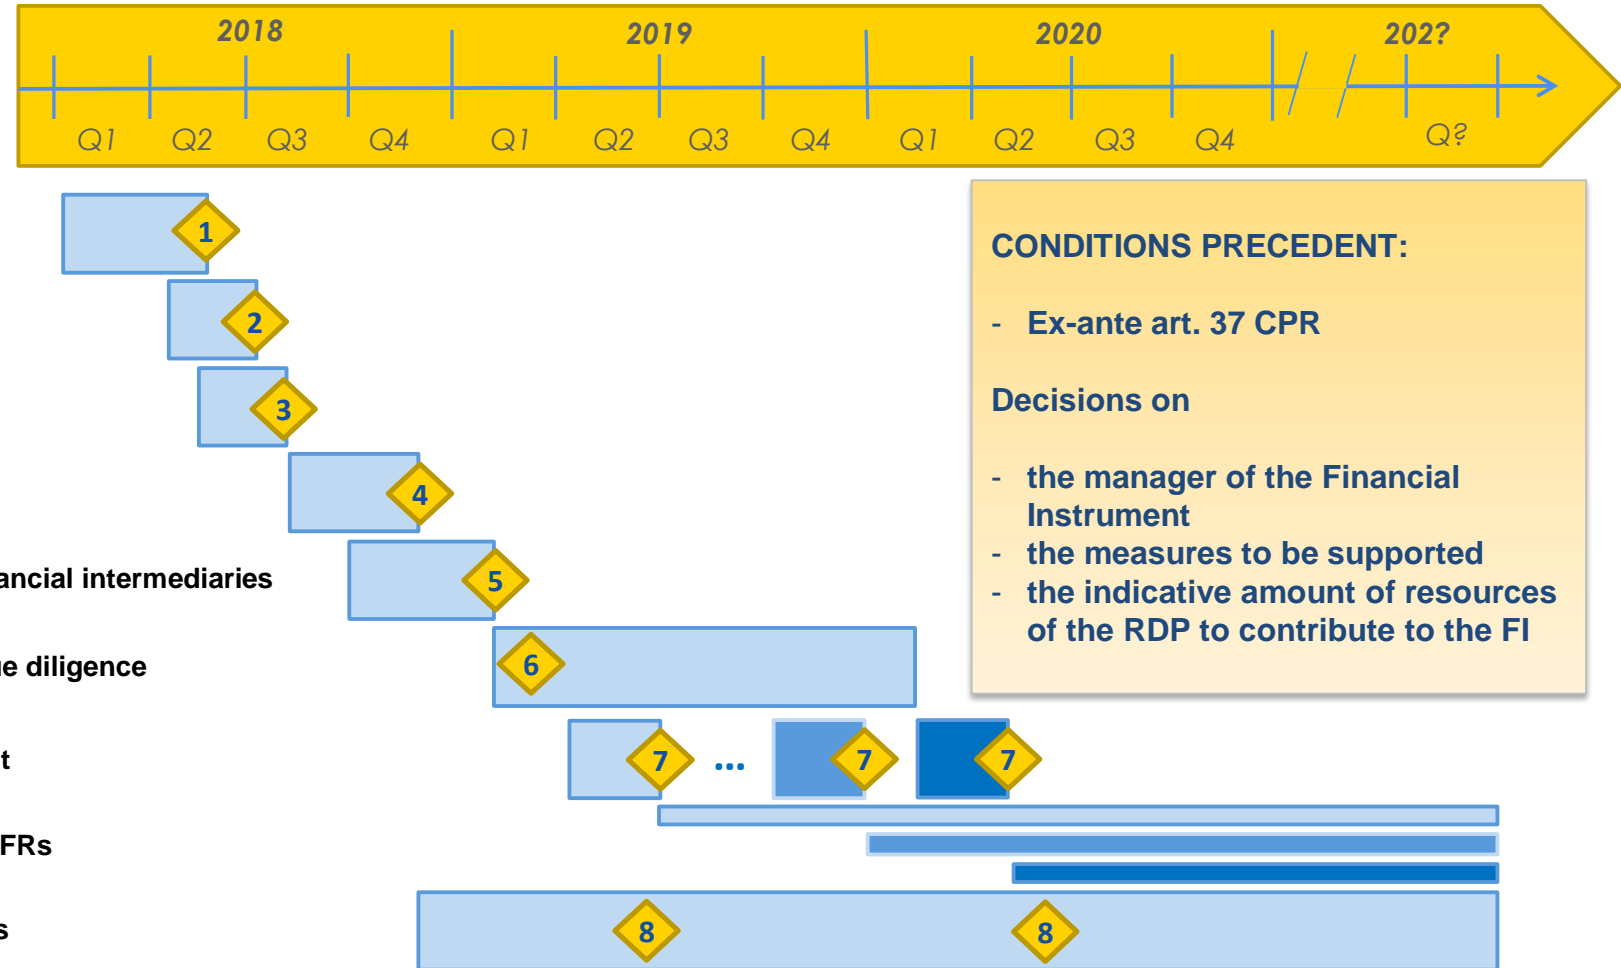 2018 2019 2020 202?
Q1 Q2 Q3 Q4 Q1 Q2 Q3 Q4 Q1 Q2 Q3 Q4 Q?
1
2
3
4
5
6
7 ... 7 7
8 8
ancial intermediaries
e diligence
t
FRs
s
CONDITIONS PRECEDENT:
- Ex-ante art. 37 CPR
Decisions on
- the manager of the Financial
Instrument
- the measures to be supported
- the indicative amount of resources
of the RDP to contribute to the FI